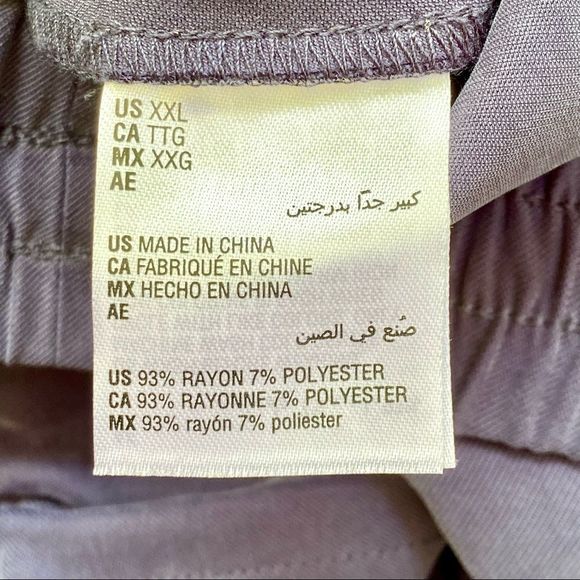 US XXL
CA TTG
MX XXG
AE
كبير جدًا بدرجتين
US MADE IN CHINA
CA FABRIQUÉ EN CHINE
MX HECHO EN CHINA
AE
صُنع في الصين
US 93% RAYON 7% POLYESTER
CA 93% RAYONNE 7% POLYESTER
MX 93% rayón 7% poliester